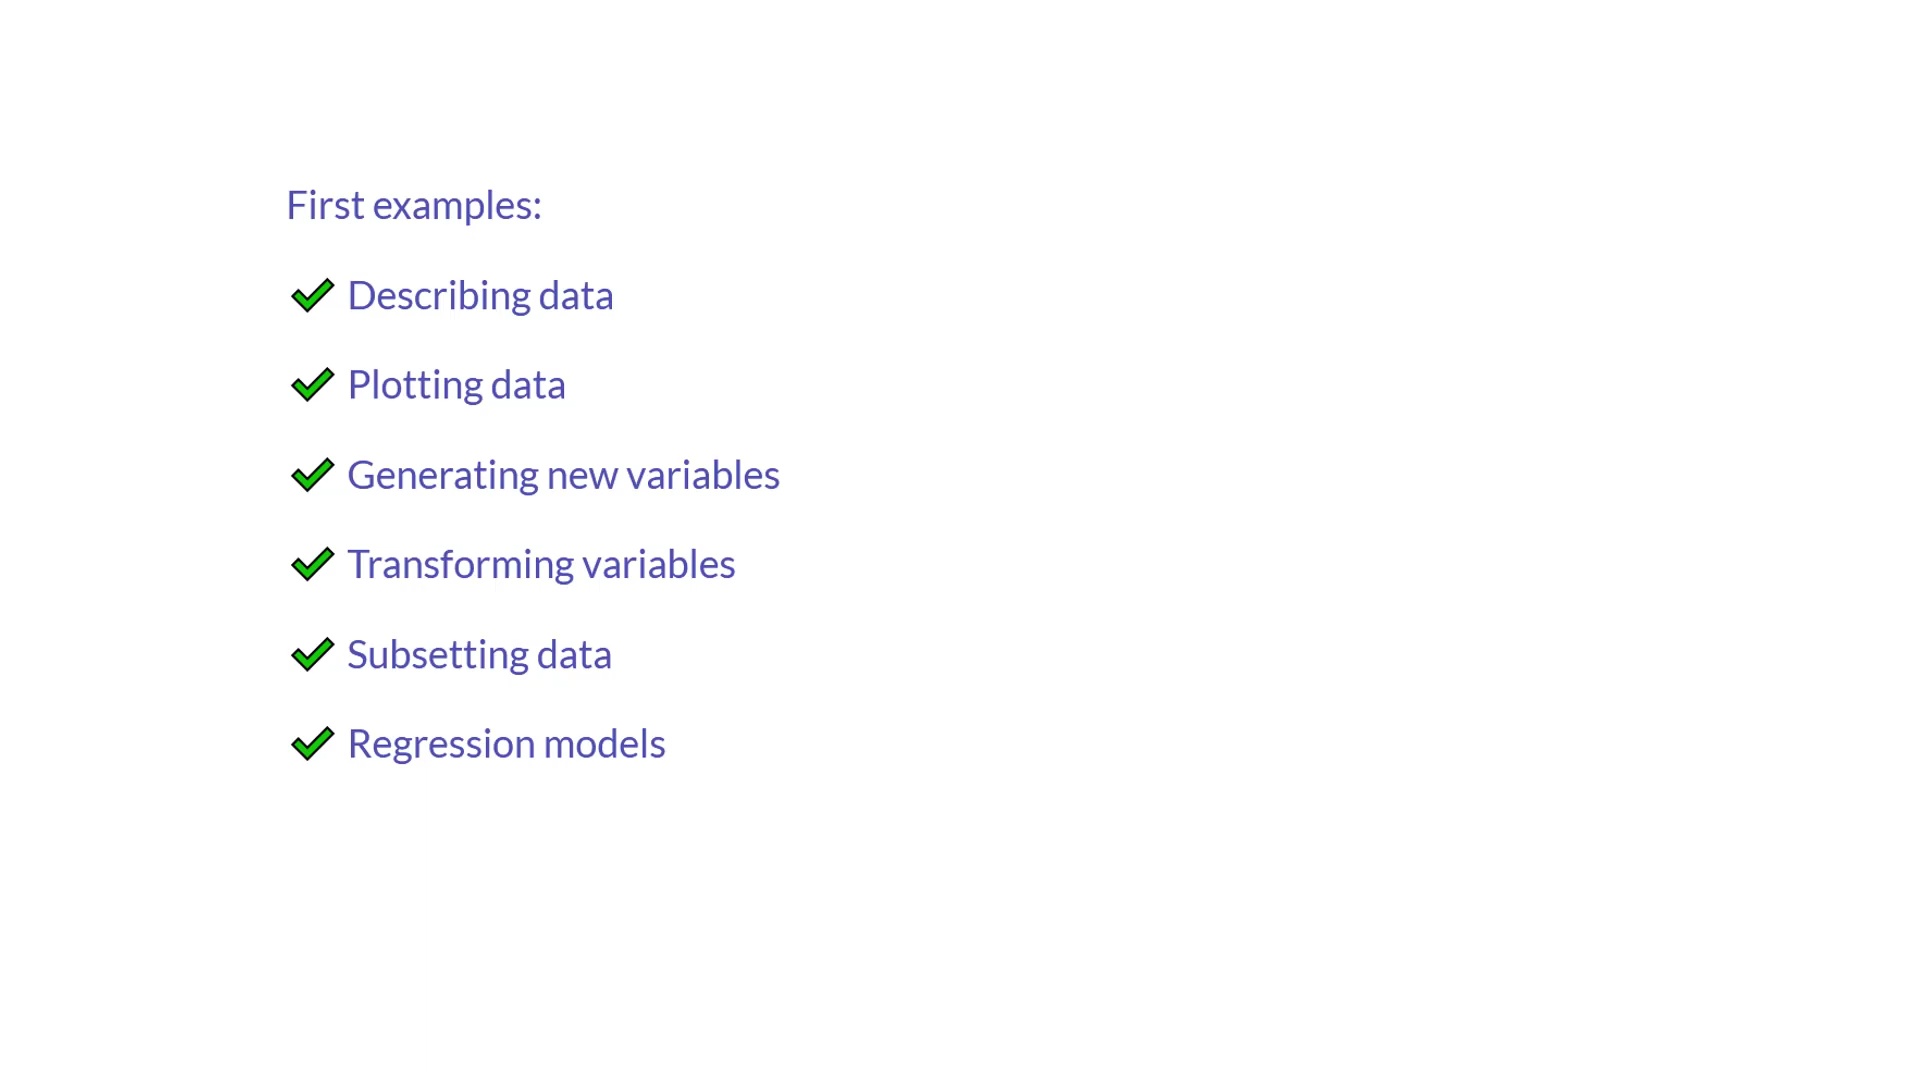 First examples:
Describing data
Plotting data
Generating new variables
Transforming variables
Subsetting data
Regression models